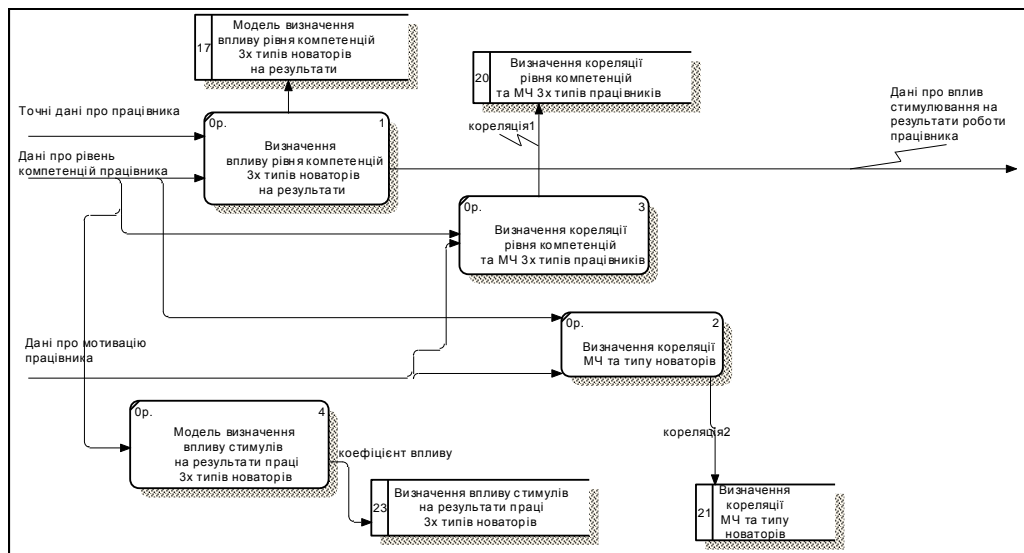 17
Модель визначення
впливу рівня компетенцій
3х типів новаторів
на результати
20
Визначення кореляції
рівня компетенцій
та МЧ 3х типів працівників
Дані про вплив
стимулювання на
результати роботи
працівника
Точні дані про працівника
кореляція1
0р.
1
Визначення
впливу рівня компетенцій
3х типів новаторів
на результати
Дані про рівень
компетенцій працівника
0р.
3
Визначення кореляції
рівня компетенцій
та МЧ 3х типів працівників
0р.
2
Визначення кореляції
МЧ та типу новаторів
Дані про мотивацію
працівника
0р.
4
Модель визначення
впливу стимулів
на результати праці
3х типів новаторів
кореляція2
коефіцієнт впливу
23
Визначення впливу стимулів
на результати праці
3х типів новаторів
21
Визначення
кореляції
МЧ та типу
новаторів